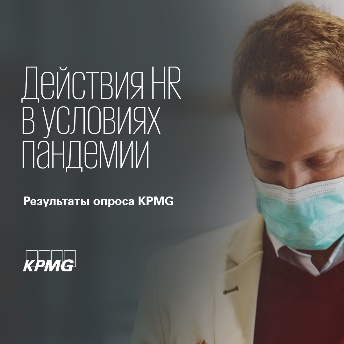 Действия HR
в условиях
пандемии
Результаты опроса KPMG
KPMG